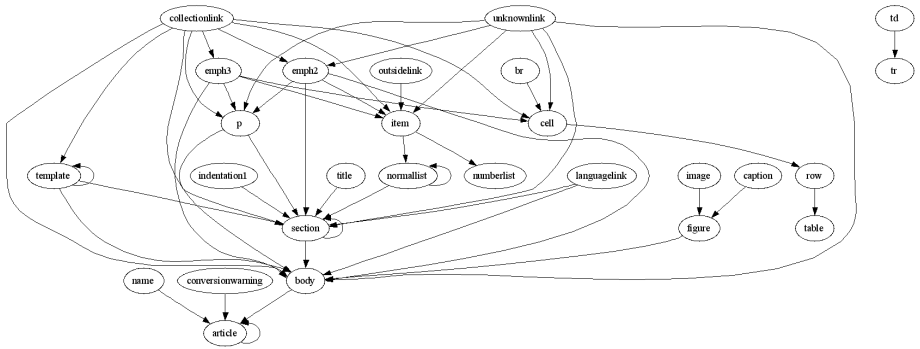 collectionlink unknownlink td
emph3 emph2 outsidelink br tr
p item cell
template indentation1 title normallist numberlist languagelink image caption row
section figure table
name conversionwarning body
article